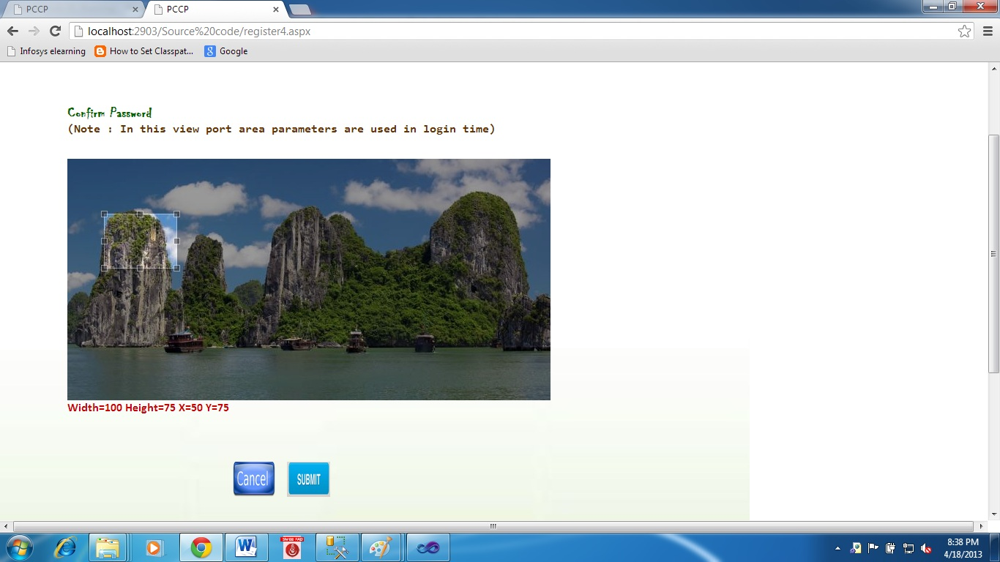 PCCP
PCCP
localhost:2903/Source%20code/register4.aspx
Infosys elearning
How to Set Classpat...
Google
Confirm Password
(Note : In this view port area parameters are used in login time)
Width=100 Height=75 X=50 Y=75
Cancel
SUBMIT
8:38 PM
4/18/2013